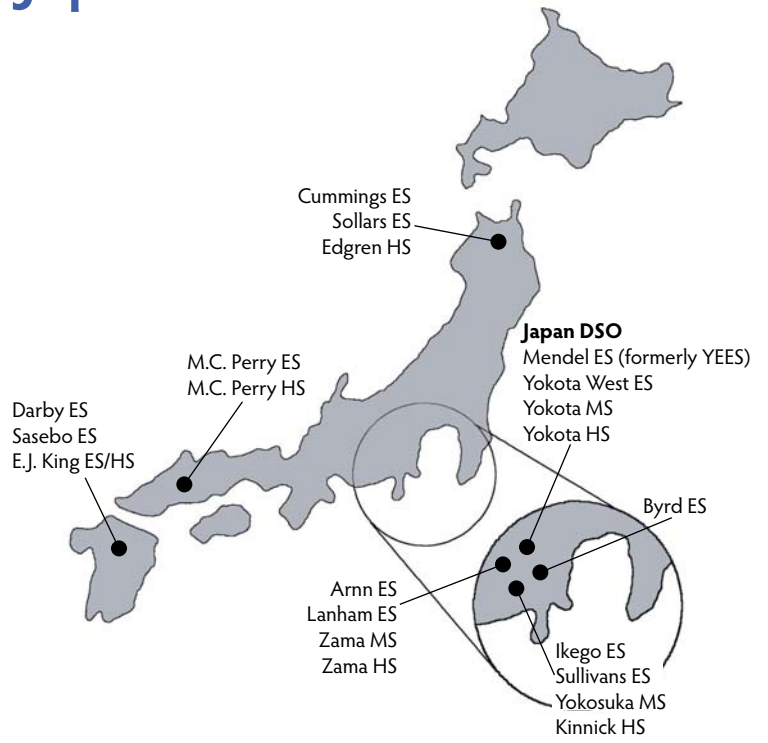 Cummings ES
Sollars ES
Edgren HS
Japan DSO
Mendel ES (formerly YEES)
Yokota West ES
Yokota MS
Yokota HS
M.C. Perry ES
M.C. Perry HS
Darby ES
Sasebo ES
E.J. King ES/HS
Byrd ES
Arnn ES
Lanham ES
Zama MS
Zama HS
Ikego ES
Sullivans ES
Yokosuka MS
Kinnick HS